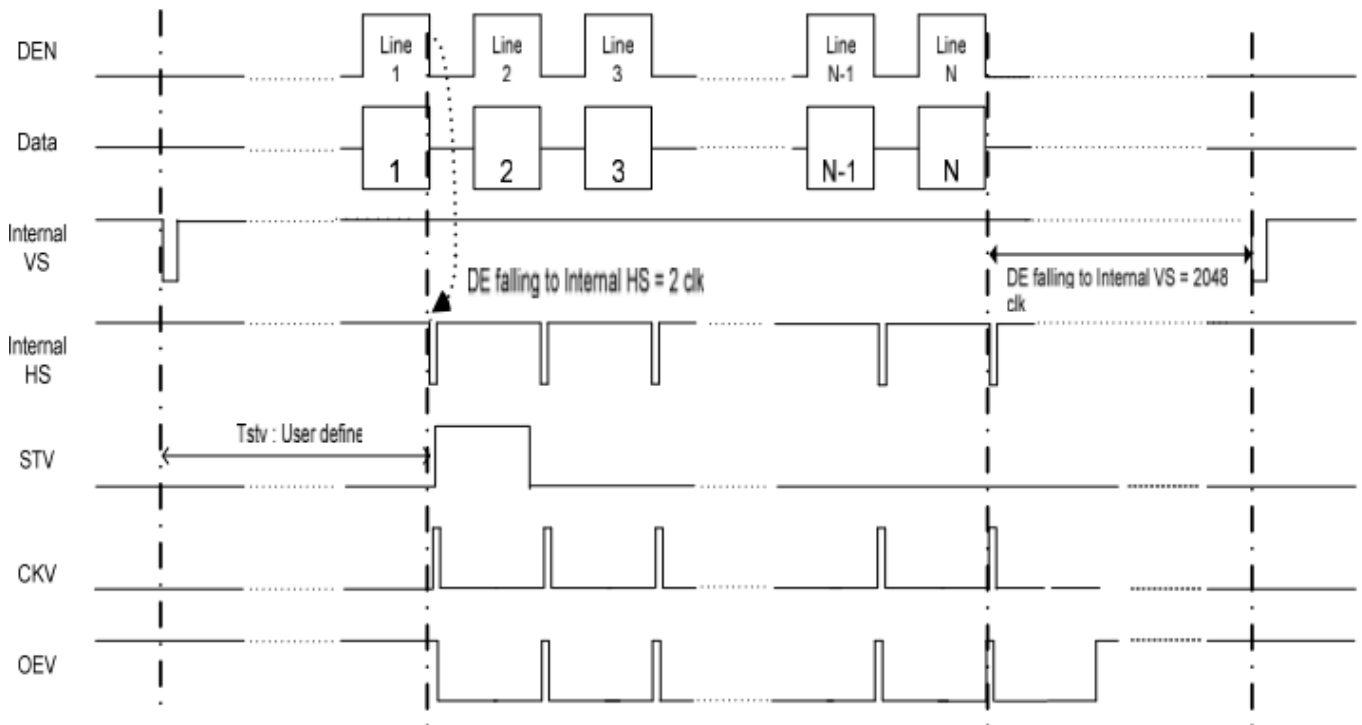 DEN
Line
1
Line
2
Line
3
Line
N-1
Line
N
Data
1
2
3
N-1
N
Internal
VS
DE falling to Internal HS = 2 clk
DE falling to Internal VS = 2048
clk
Internal
HS
Tstv : User define
STV
CKV
OEV